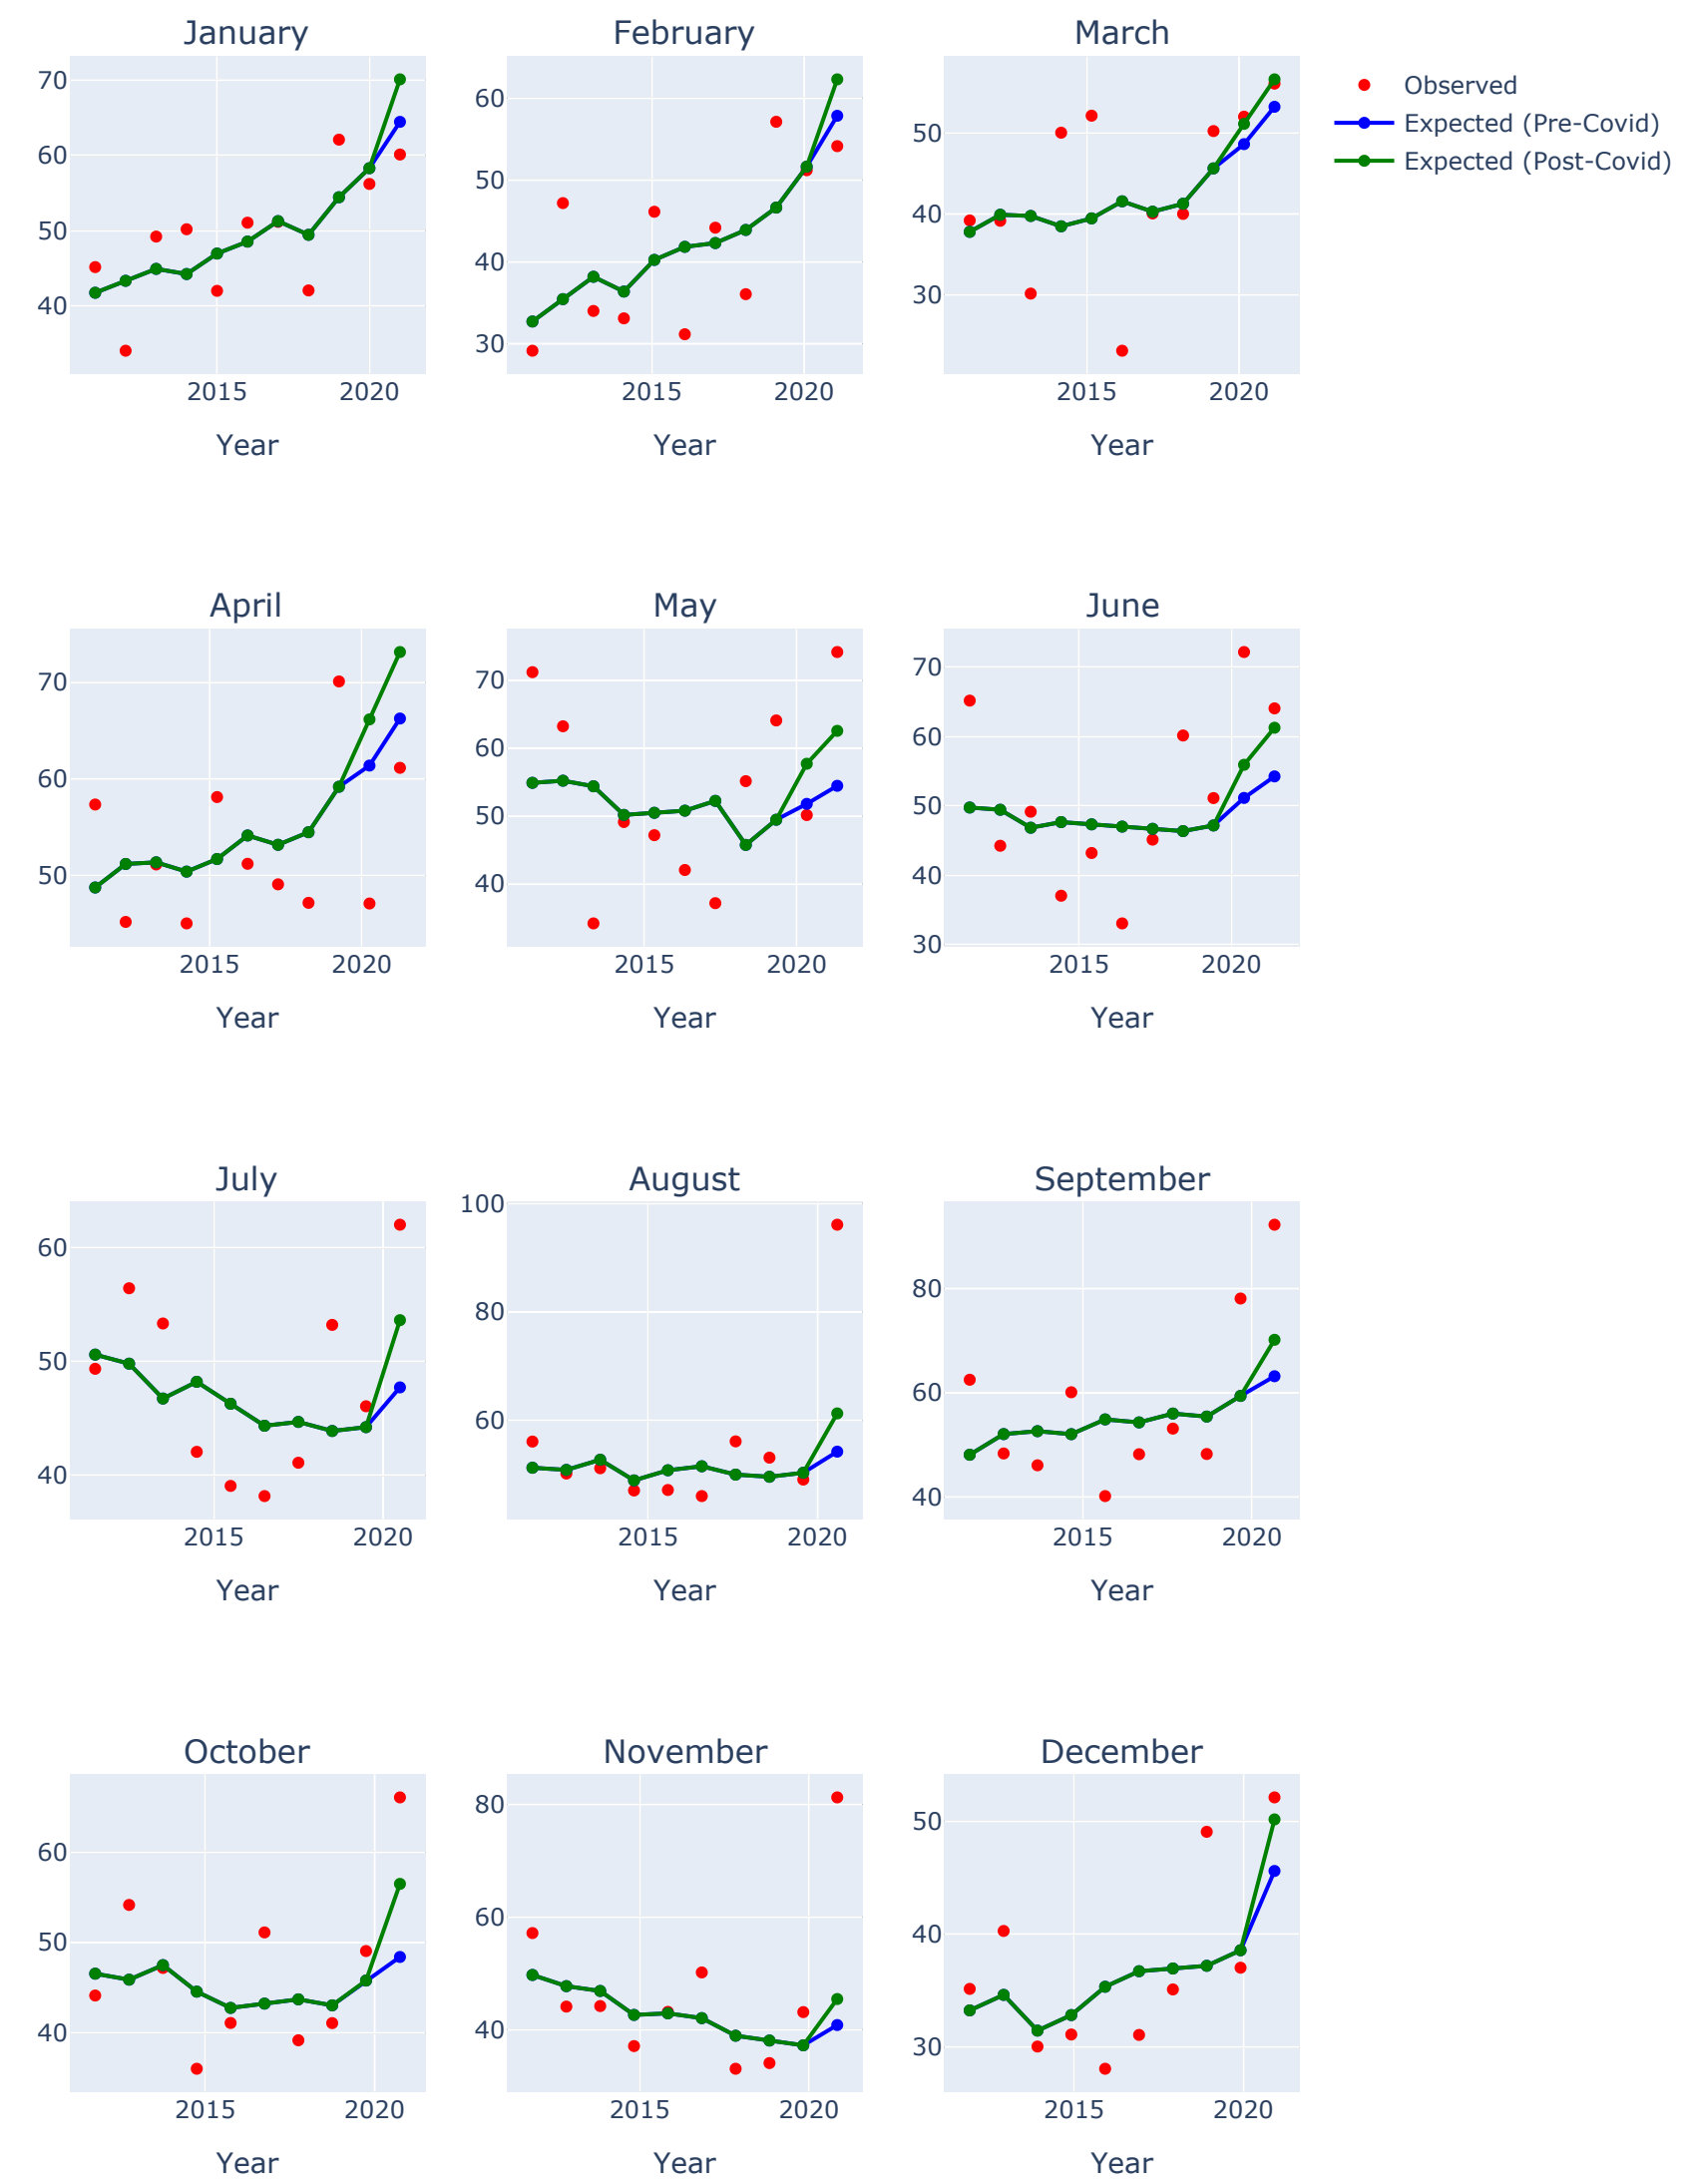 January February March
70
60
50
40
2015 2020
Year
60
50
40
30
2015 2020
Year
50
40
30
2015 2020
Year
Observed
Expected (Pre-Covid)
Expected (Post-Covid)
April May June
70
60
50
2015 2020
Year
70
60
50
40
2015 2020
Year
70
60
50
40
30
2015 2020
Year
July August September
60
50
40
2015 2020
Year
100
80
60
2015 2020
Year
80
60
40
2015 2020
Year
October November December
60
50
40
2015 2020
Year
80
60
40
2015 2020
Year
50
40
30
2015 2020
Year